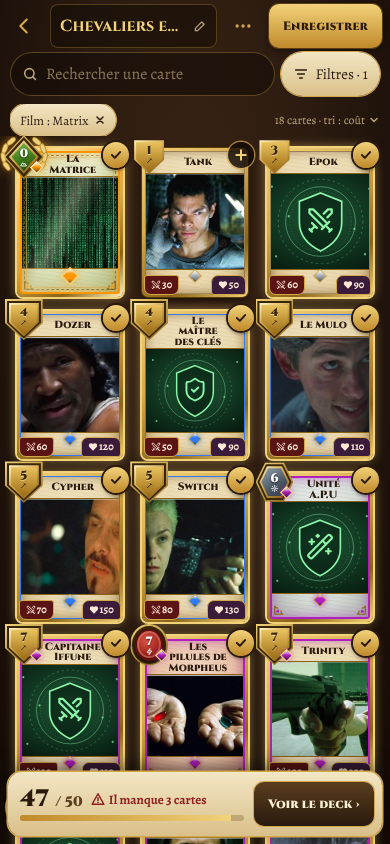 Chevaliers e...
Enregistrer
Rechercher une carte
Filtres · 1
Film : Matrix ✕
18 cartes · tri : coût
0
La
Matrice
1
Tank
30
50
3
Epok
60
90
4
Dozer
60
120
4
Le
maître
des clés
50
90
4
Le Mulo
60
110
5
Cypher
70
150
5
Switch
80
130
6
Unité
A.P.U
7
Capitaine
Iffune
7
Les
pilules de
Morpheus
7
Trinity
47 / 50
Il manque 3 cartes
Voir le deck ›